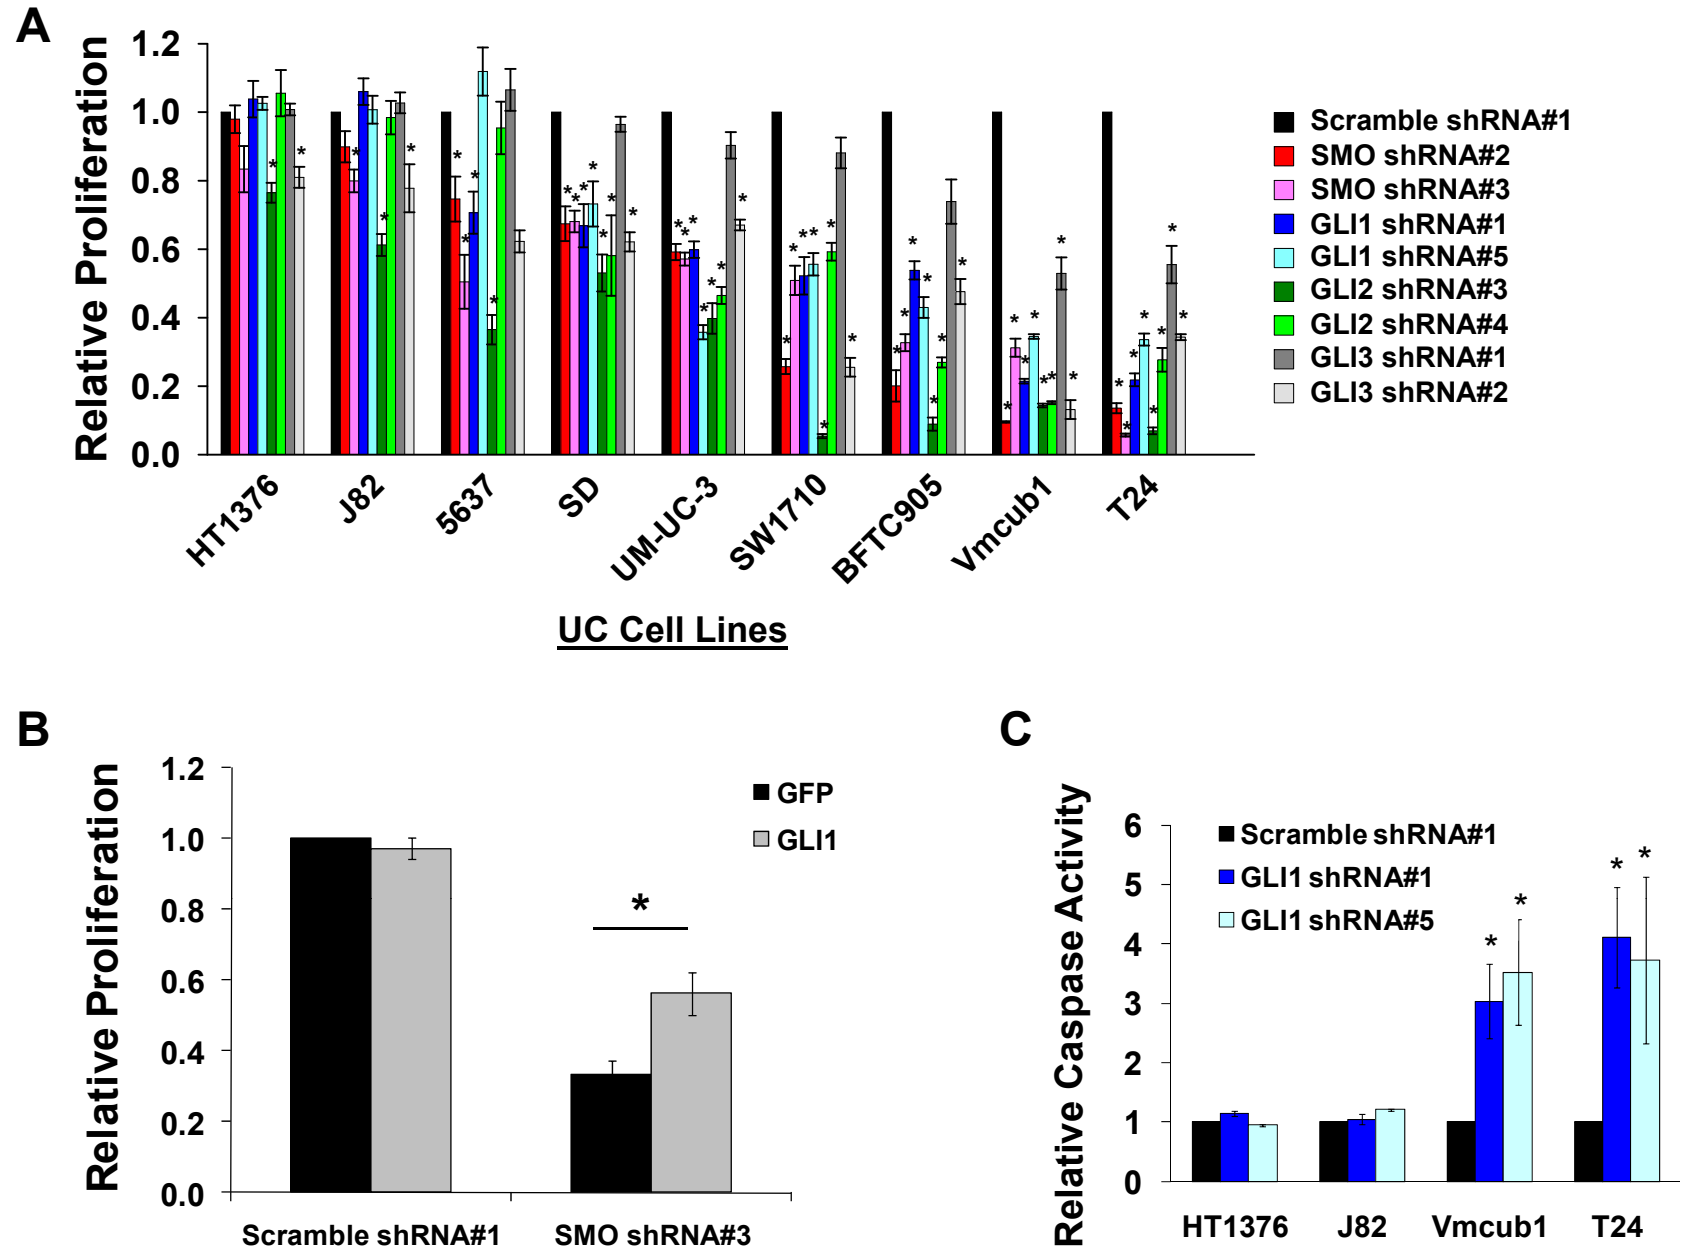 A
Relative Proliferation
1.2
1.0
0.8
0.6
0.4
0.2
0.0
HT1376
J82
5637
SD
UM-UC-3
SW1710
BFTC905
Vmcub1
T24
UC Cell Lines
Scramble shRNA#1
SMO shRNA#2
SMO shRNA#3
GLI1 shRNA#1
GLI1 shRNA#5
GLI2 shRNA#3
GLI2 shRNA#4
GLI3 shRNA#1
GLI3 shRNA#2
B
Relative Proliferation
1.2
1.0
0.8
0.6
0.4
0.2
0.0
GFP
GLI1
*
Scramble shRNA#1
SMO shRNA#3
C
Relative Caspase Activity
6
5
4
3
2
1
0
Scramble shRNA#1
GLI1 shRNA#1
GLI1 shRNA#5
* * * *
HT1376
J82
Vmcub1
T24